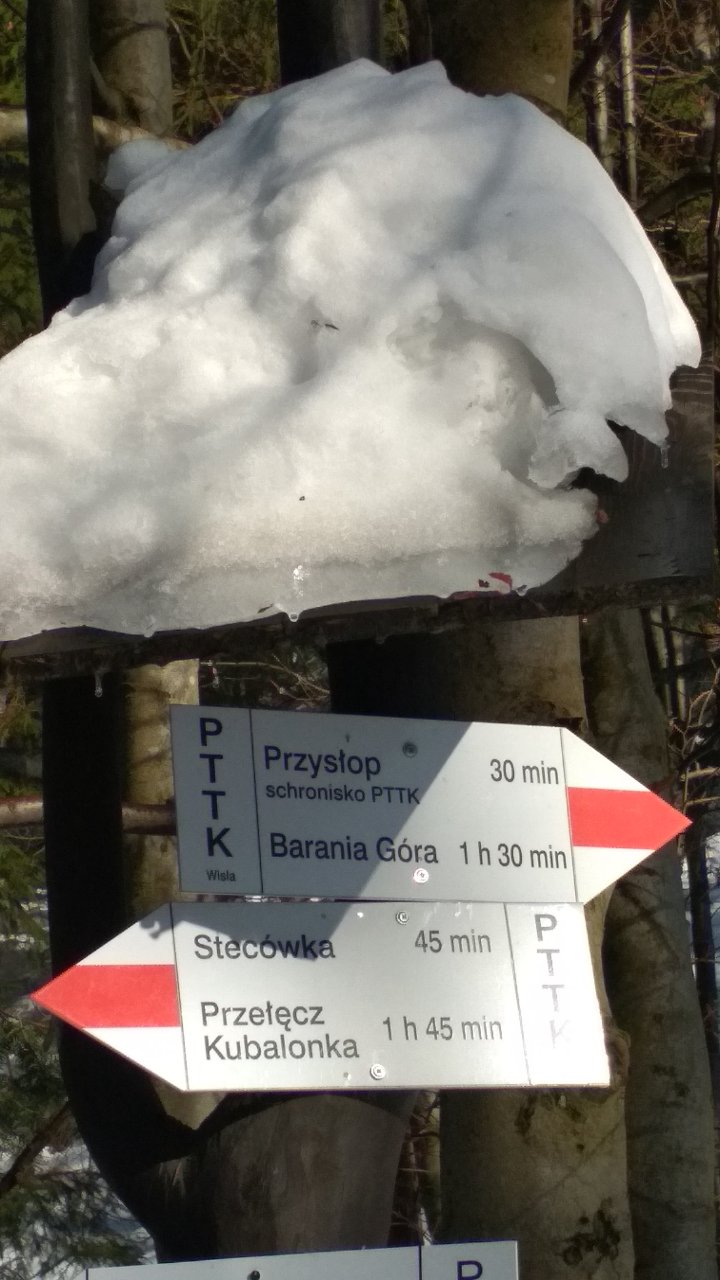 PTTK
Wisła
Przysłop 30 min
schronisko PTTK
Barania Góra 1 h 30 min
Stecówka 45 min
Przełęcz
Kubalonka 1 h 45 min
PTTK
P